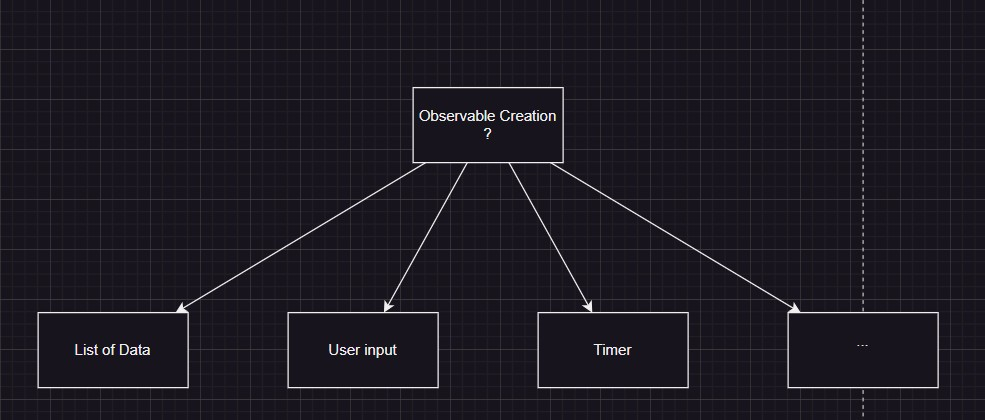 Observable Creation
?
List of Data
User input
Timer
...